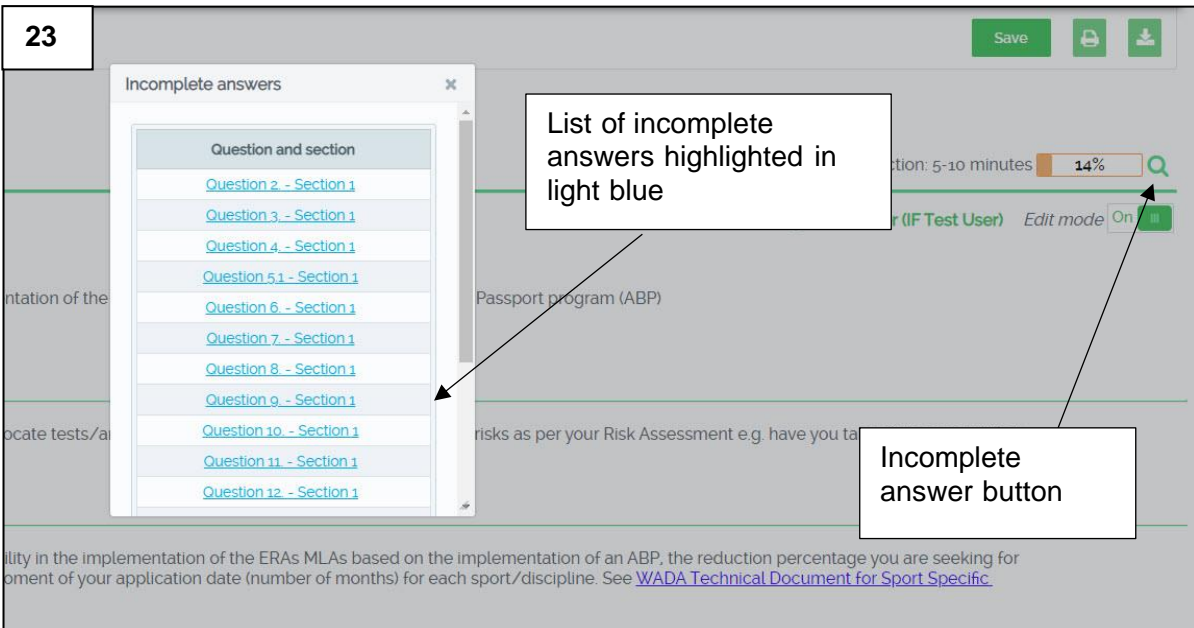 23
Save
Incomplete answers
Question and section
Question 2. - Section 1
Question 3. - Section 1
Question 4. - Section 1
Question 5.1 - Section 1
Question 6. - Section 1
Question 7. - Section 1
Question 8. - Section 1
Question 9. - Section 1
Question 10. - Section 1
Question 11. - Section 1
Question 12. - Section 1
List of incomplete
answers highlighted in
light blue
ction: 5-10 minutes 14%
r (IF Test User) Edit mode On
ntation of the Passport program (ABP)
ocate tests/a risks as per your Risk Assessment e.g. have you ta
Incomplete
answer button
ility in the implementation of the ERAs MLAs based on the implementation of an ABP, the reduction percentage you are seeking for
oment of your application date (number of months) for each sport/discipline. See WADA Technical Document for Sport Specific